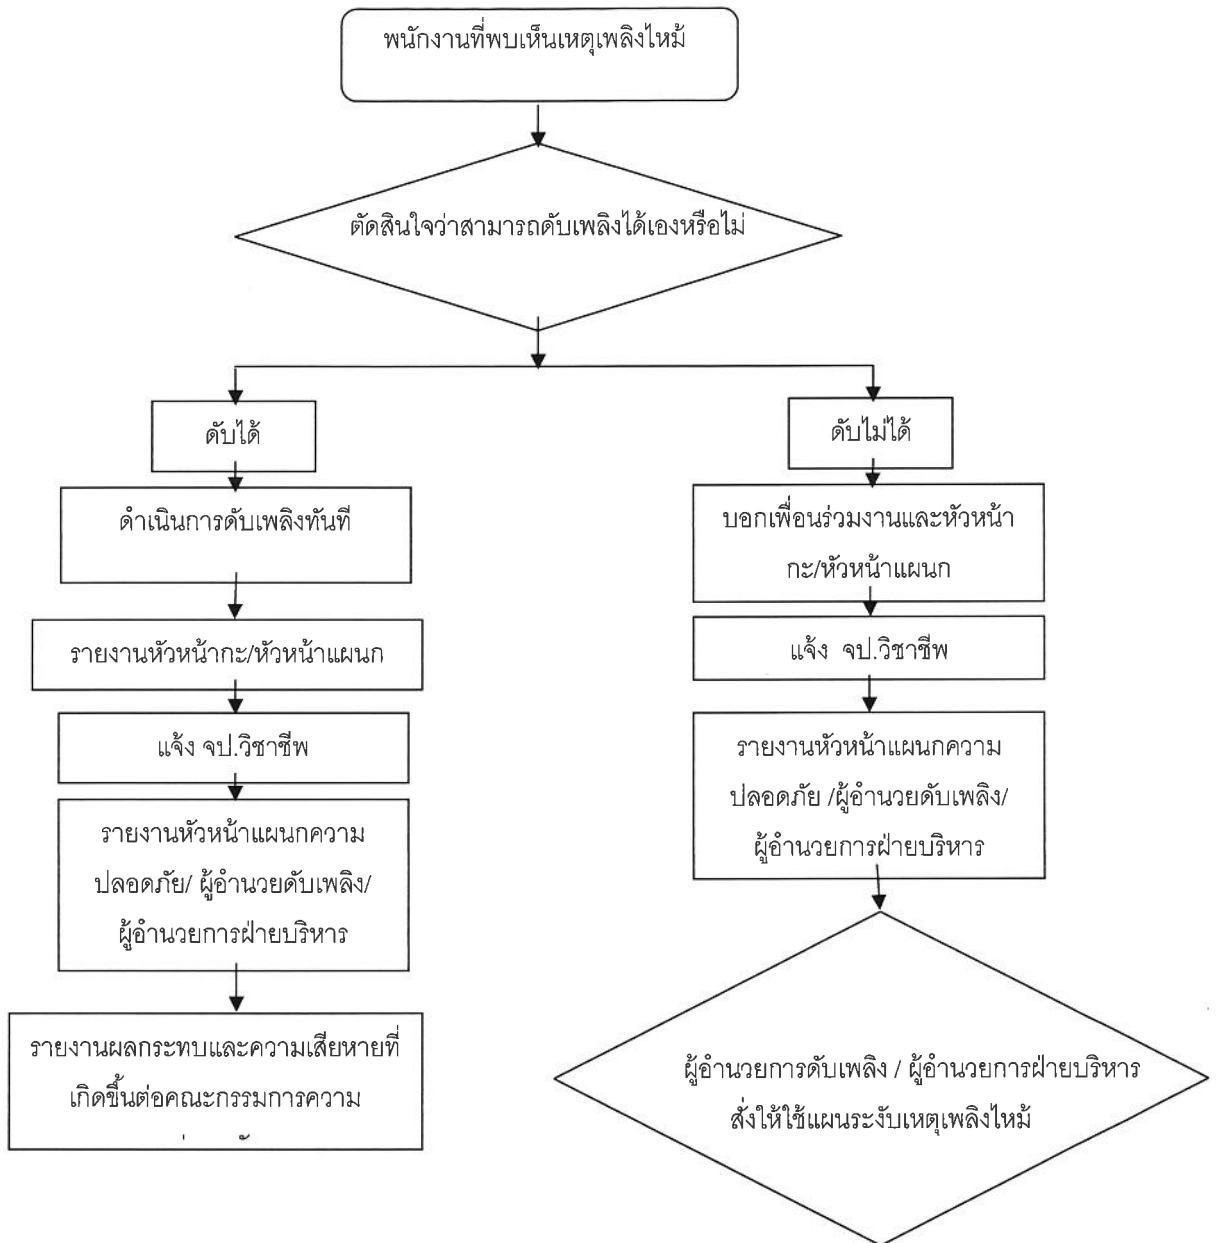 พนักงานที่พบเห็นเหตุเพลิงไหม้
ตัดสินใจว่าสามารถดับเพลิงได้เองหรือไม่
ดับได้
ดำเนินการดับเพลิงทันที
รายงานหัวหน้ากะ/หัวหน้าแผนก
แจ้ง จป.วิชาชีพ
รายงานหัวหน้าแผนกความ
ปลอดภัย/ ผู้อำนวยดับเพลิง/
ผู้อำนวยการฝ่ายบริหาร
รายงานผลกระทบและความเสียหายที่
เกิดขึ้นต่อคณะกรรมการความ
ดับไม่ได้
บอกเพื่อนร่วมงานและหัวหน้า
กะ/หัวหน้าแผนก
แจ้ง จป.วิชาชีพ
รายงานหัวหน้าแผนกความ
ปลอดภัย /ผู้อำนวยดับเพลิง/
ผู้อำนวยการฝ่ายบริหาร
ผู้อำนวยการดับเพลิง / ผู้อำนวยการฝ่ายบริหาร
สั่งให้ใช้แผนระงับเหตุเพลิงไหม้